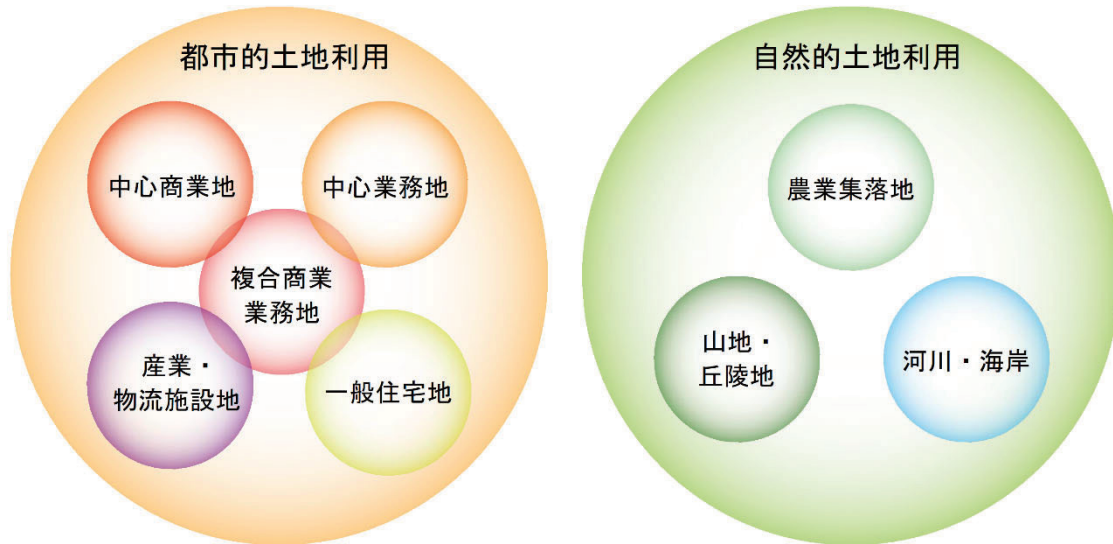 都市的土地利用
中心商業地
中心業務地
複合商業
業務地
産業・
物流施設地
一般住宅地
自然的土地利用
農業集落地
山地・
丘陵地
河川・海岸